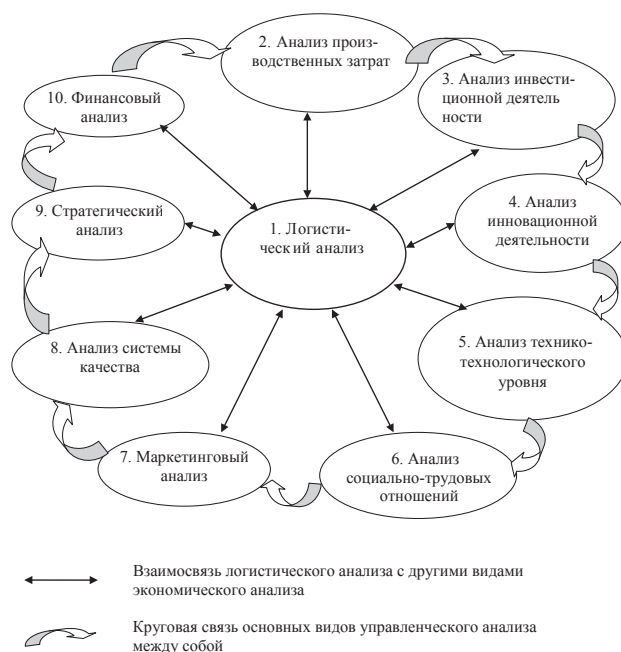 2. Анализ произ-
водственных затрат
3. Анализ инвести-
ционной деятель
ности
4. Анализ
инновационной
деятельности
5. Анализ технико-
технологического
уровня
6. Анализ
социально-трудовых
отношений
7. Маркетинговый
анализ
8. Анализ системы
качества
9. Стратегический
анализ
10. Финансовый
анализ
1. Логисти-
ческий анализ
Взаимосвязь логистического анализа с другими видами
экономического анализа
Круговая связь основных видов управленческого анализа
между собой